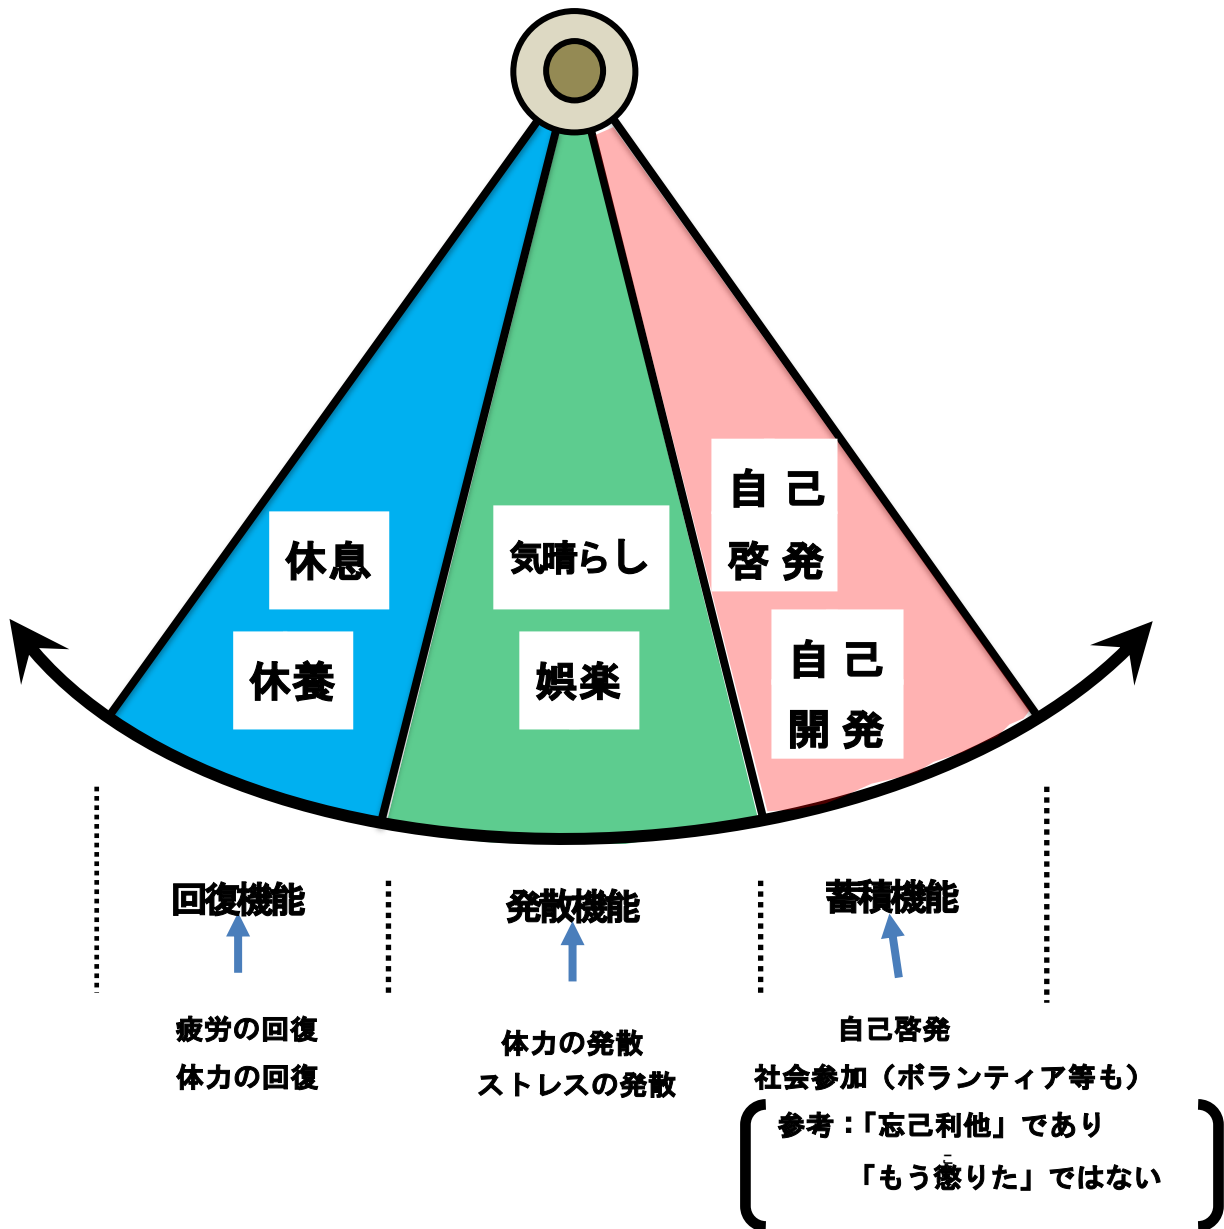 休息
休養
気晴らし
娯楽
自己
啓発
自己
開発
回復機能
発散機能
蓄積機能
疲労の回復
体力の回復
体力の発散
ストレスの発散
自己啓発
社会参加（ボランティア等も）
参考：「忘己利他」であり
こ
「もう懲りた」ではない